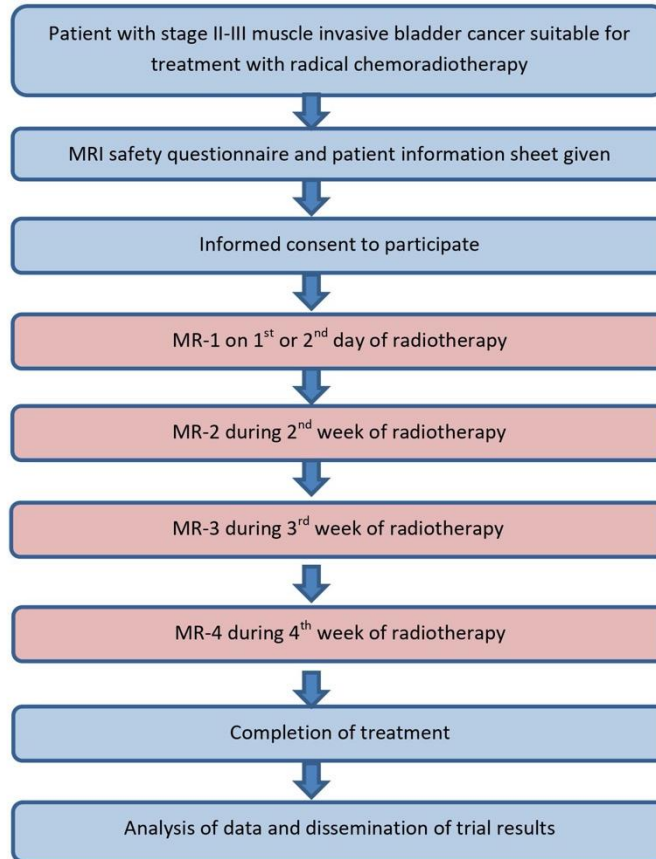 Patient with stage II-III muscle invasive bladder cancer suitable for
treatment with radical chemoradiotherapy
MRI safety questionnaire and patient information sheet given
Informed consent to participate
MR-1 on 1st or 2nd day of radiotherapy
MR-2 during 2nd week of radiotherapy
MR-3 during 3rd week of radiotherapy
MR-4 during 4th week of radiotherapy
Completion of treatment
Analysis of data and dissemination of trial results